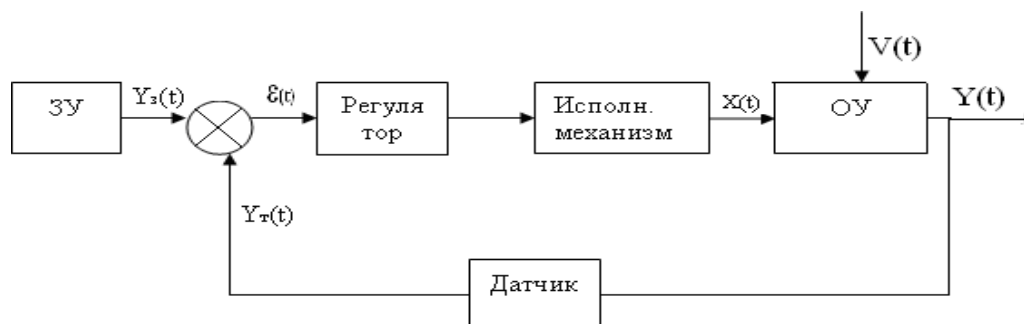 V(t)
ЗУ
Yз(t)
Ɛ(t)
Регуля
тор
Исполн.
механизм
X(t)
ОУ
Y(t)
Yт(t)
Датчик